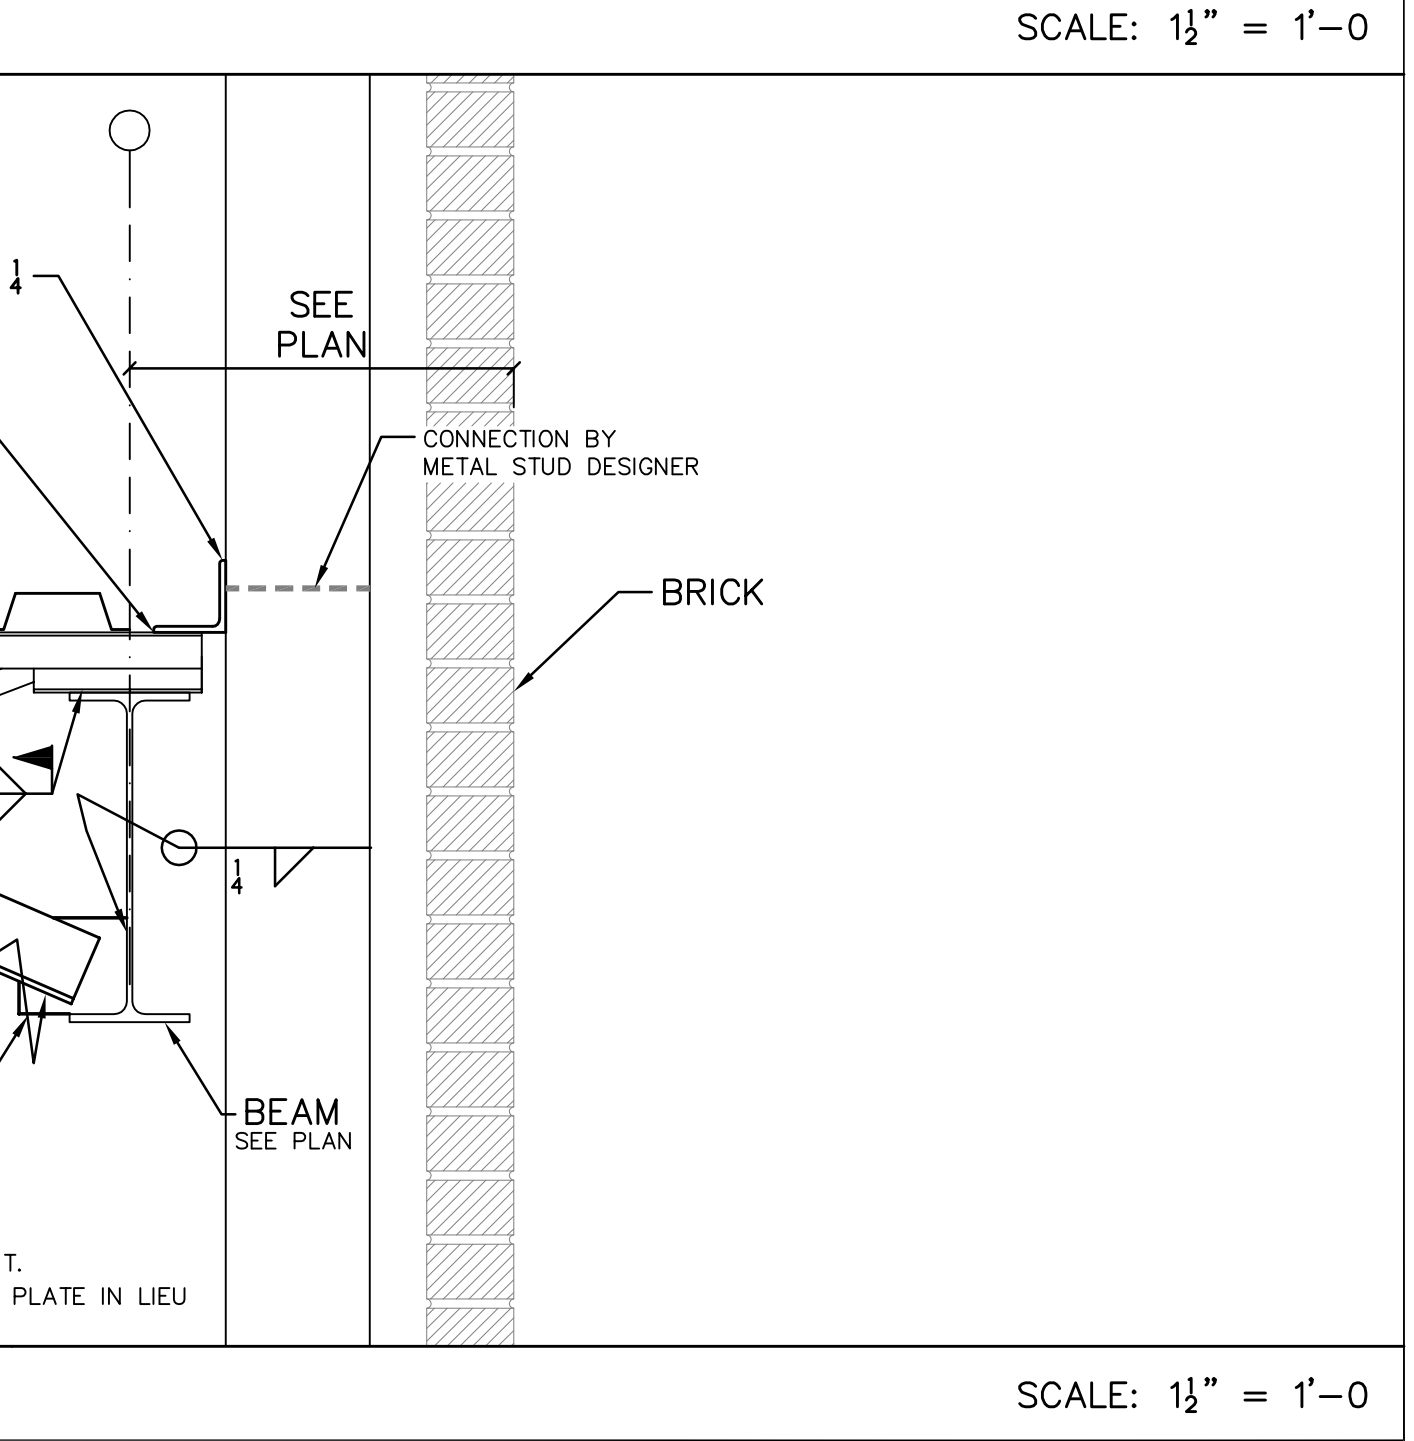 SCALE: 1½" = 1'-0
1/4
SEE
PLAN
CONNECTION BY
METAL STUD DESIGNER
BRICK
1/4
BEAM
SEE PLAN
T.
PLATE IN LIEU
SCALE: 1½" = 1'-0